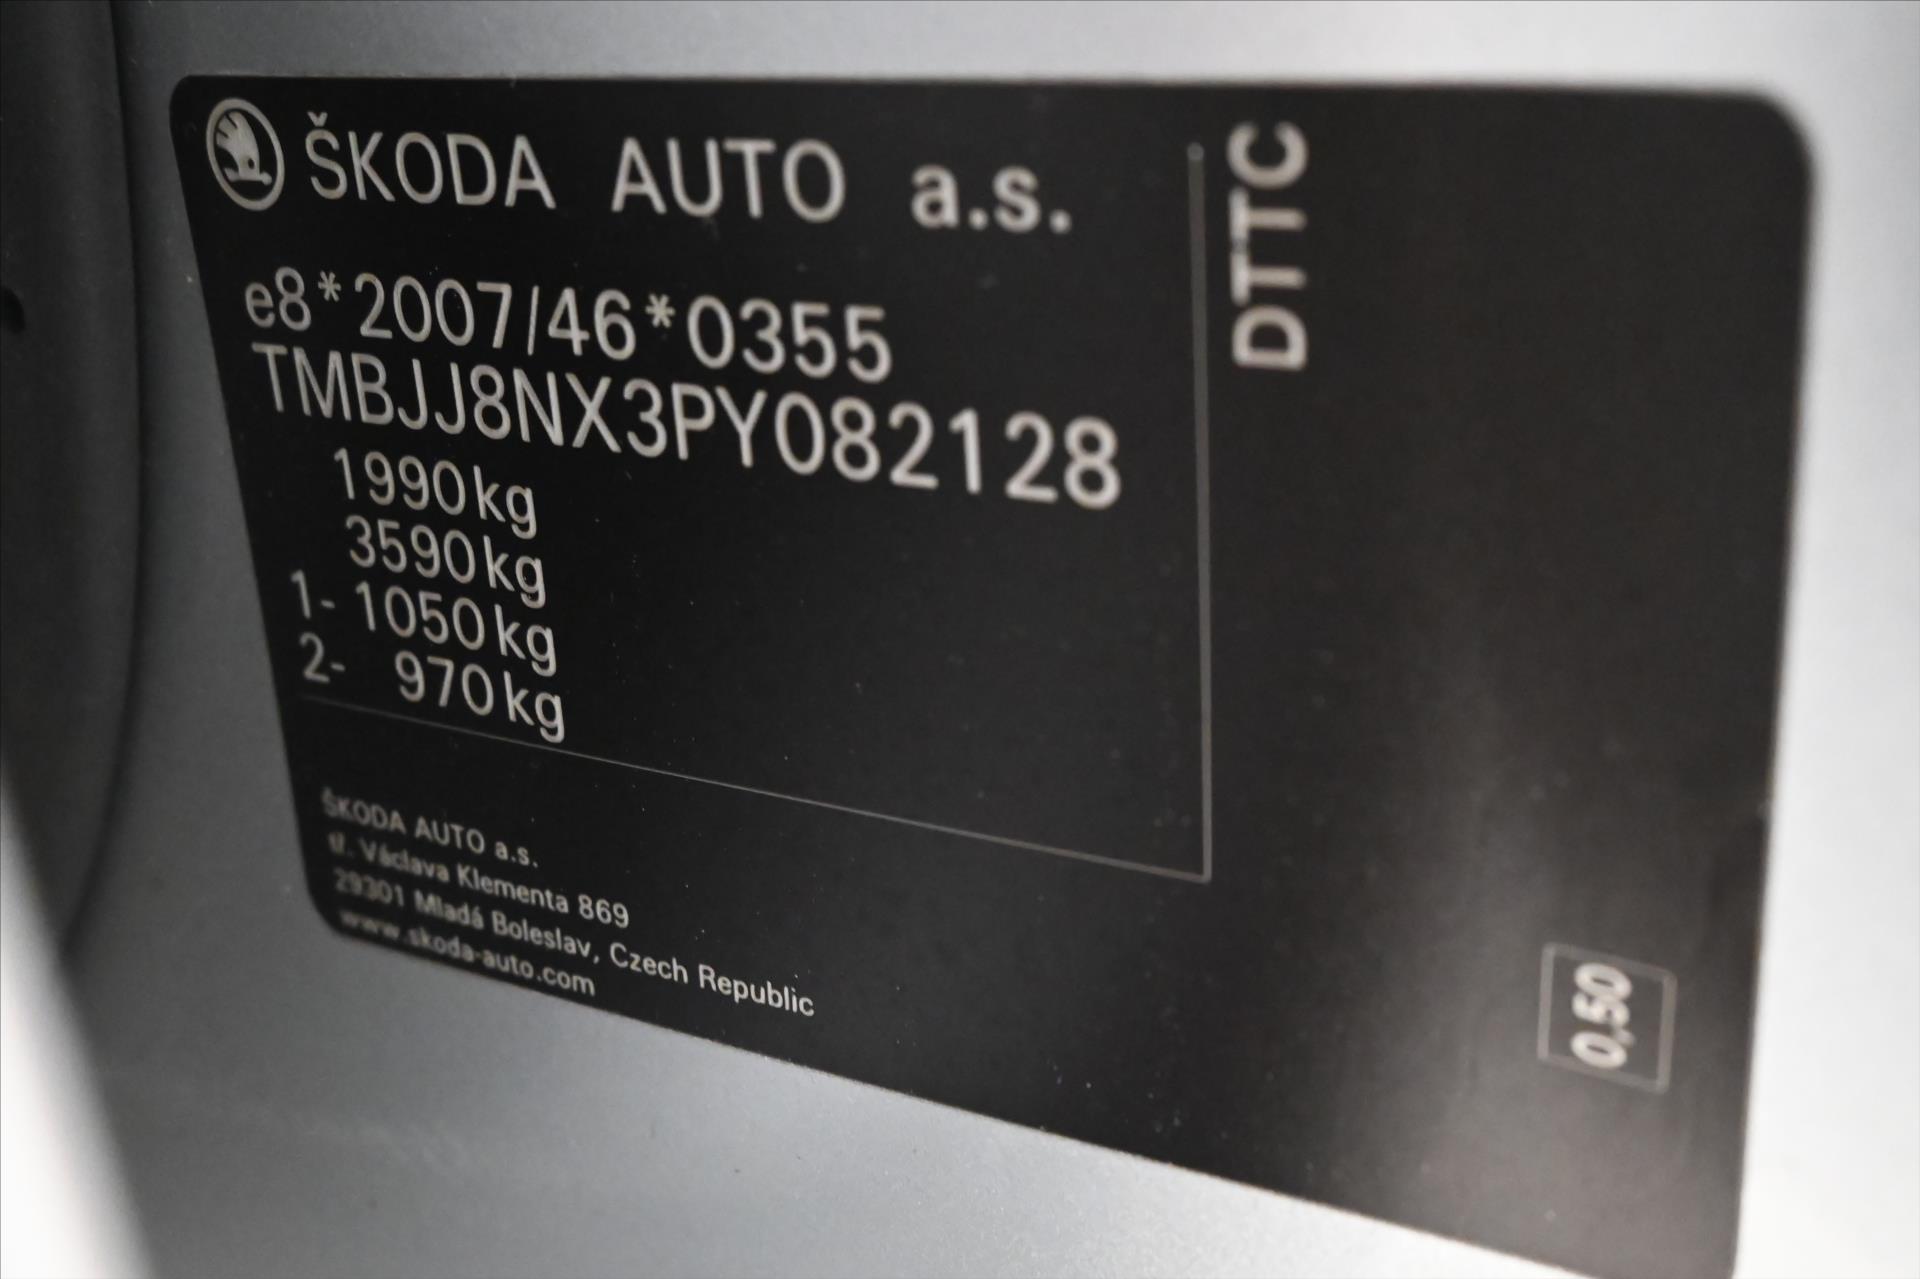 ŠKODA AUTO a.s.
e8*2007/46*0355
TMBJJ8NX3PY082128
1990kg
3590kg
1- 1050kg
2- 970kg
DTTC
ŠKODA AUTO a.s.
tř. Václava Klementa 869
29301 Mladá Boleslav, Czech Republic
www.skoda-auto.com
0,50